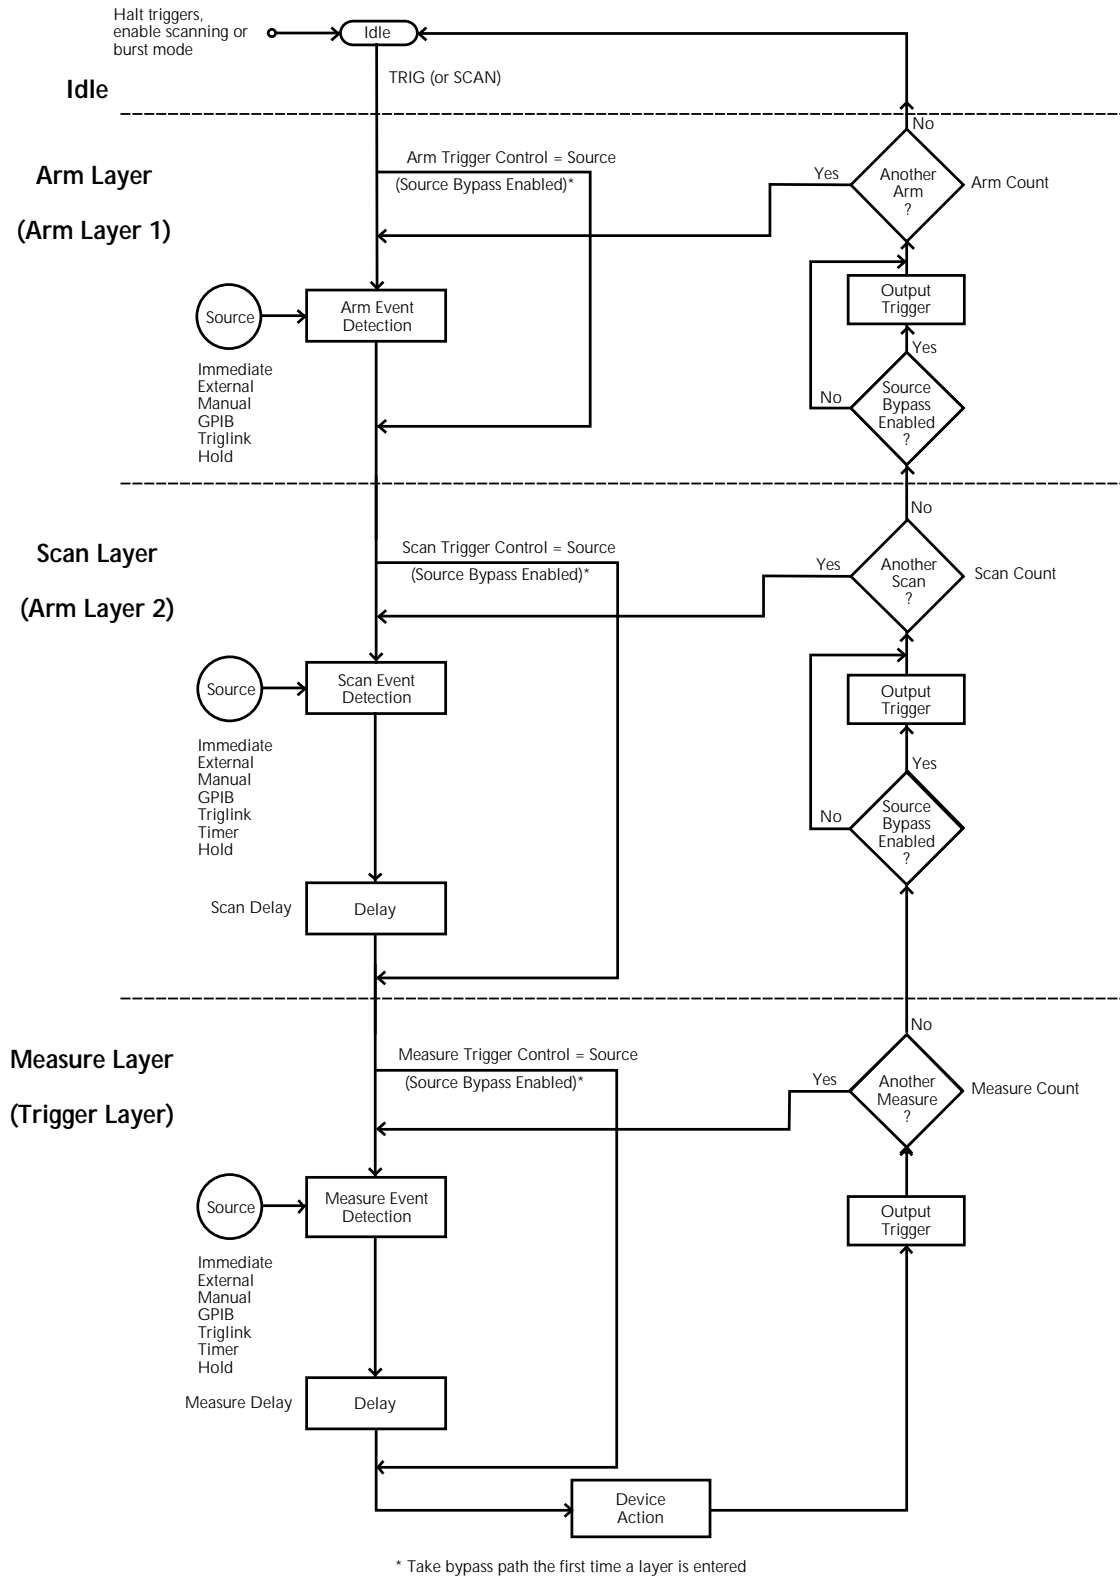 Halt triggers,
enable scanning or
burst mode
Idle
TRIG (or SCAN)
Idle
No
Arm Layer
(Arm Layer 1)
Arm Trigger Control = Source
(Source Bypass Enabled)*
Yes
Another
Arm
?
Arm Count
Output
Trigger
Source
Arm Event
Detection
Yes
Immediate
External
Manual
GPIB
Triglink
Hold
No
Source
Bypass
Enabled
?
No
Scan Layer
(Arm Layer 2)
Scan Trigger Control = Source
(Source Bypass Enabled)*
Yes
Another
Scan
?
Scan Count
Source
Scan Event
Detection
Output
Trigger
Immediate
External
Manual
GPIB
Triglink
Timer
Hold
Yes
No
Source
Bypass
Enabled
?
Scan Delay
Delay
No
Measure Layer
(Trigger Layer)
Measure Trigger Control = Source
(Source Bypass Enabled)*
Yes
Another
Measure
?
Measure Count
Source
Measure Event
Detection
Output
Trigger
Immediate
External
Manual
GPIB
Triglink
Timer
Hold
Measure Delay
Delay
Device
Action
* Take bypass path the first time a layer is entered